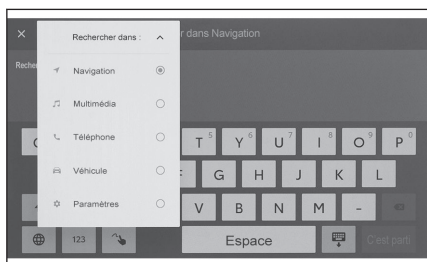 Rechercher dans :
r dans Navigation
Recher
Navigation
Multimédia
Téléphone
Véhicule
Paramètres
T 5 Y 6 U 7 I 8 O 9 P 0
G H J K L
V B N M -
123 Espace C'est parti